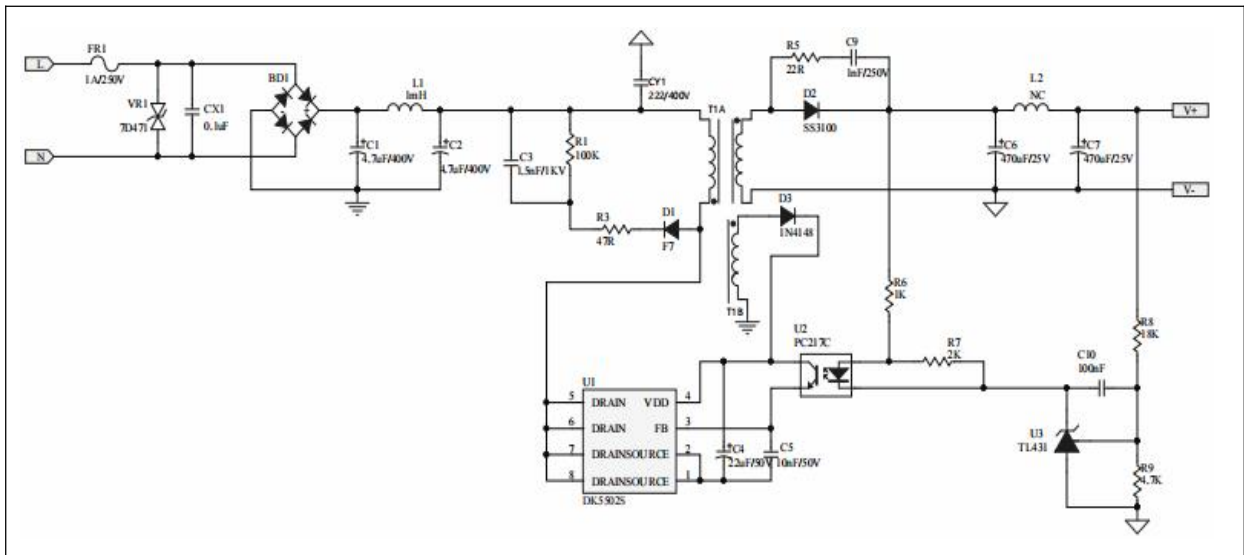 L
FR1
1A/250V
VR1
7D471
CX1
0.1uF
N
BD1
L1
1mH
C1
4.7uF/400V
C2
4.7uF/400V
C3
1.5nF/1KV
R1
100K
R3
47R
D1
F7
CY1
222/400V
T1A
R5
22R
C9
1nF/250V
D2
SS3100
L2
NC
C6
470uF/25V
C7
470uF/25V
V+
V-
D3
1N4148
T1B
R6
1K
U2
PC217C
R7
2K
C10
100nF
R8
18K
U3
TL431
R9
4.7K
U1
5 DRAIN VDD 4
6 DRAIN FB 3
7 DRAINSOURCE 2
8 DRAINSOURCE 1
DK5502S
C4
22uF/50V
C5
10nF/50V